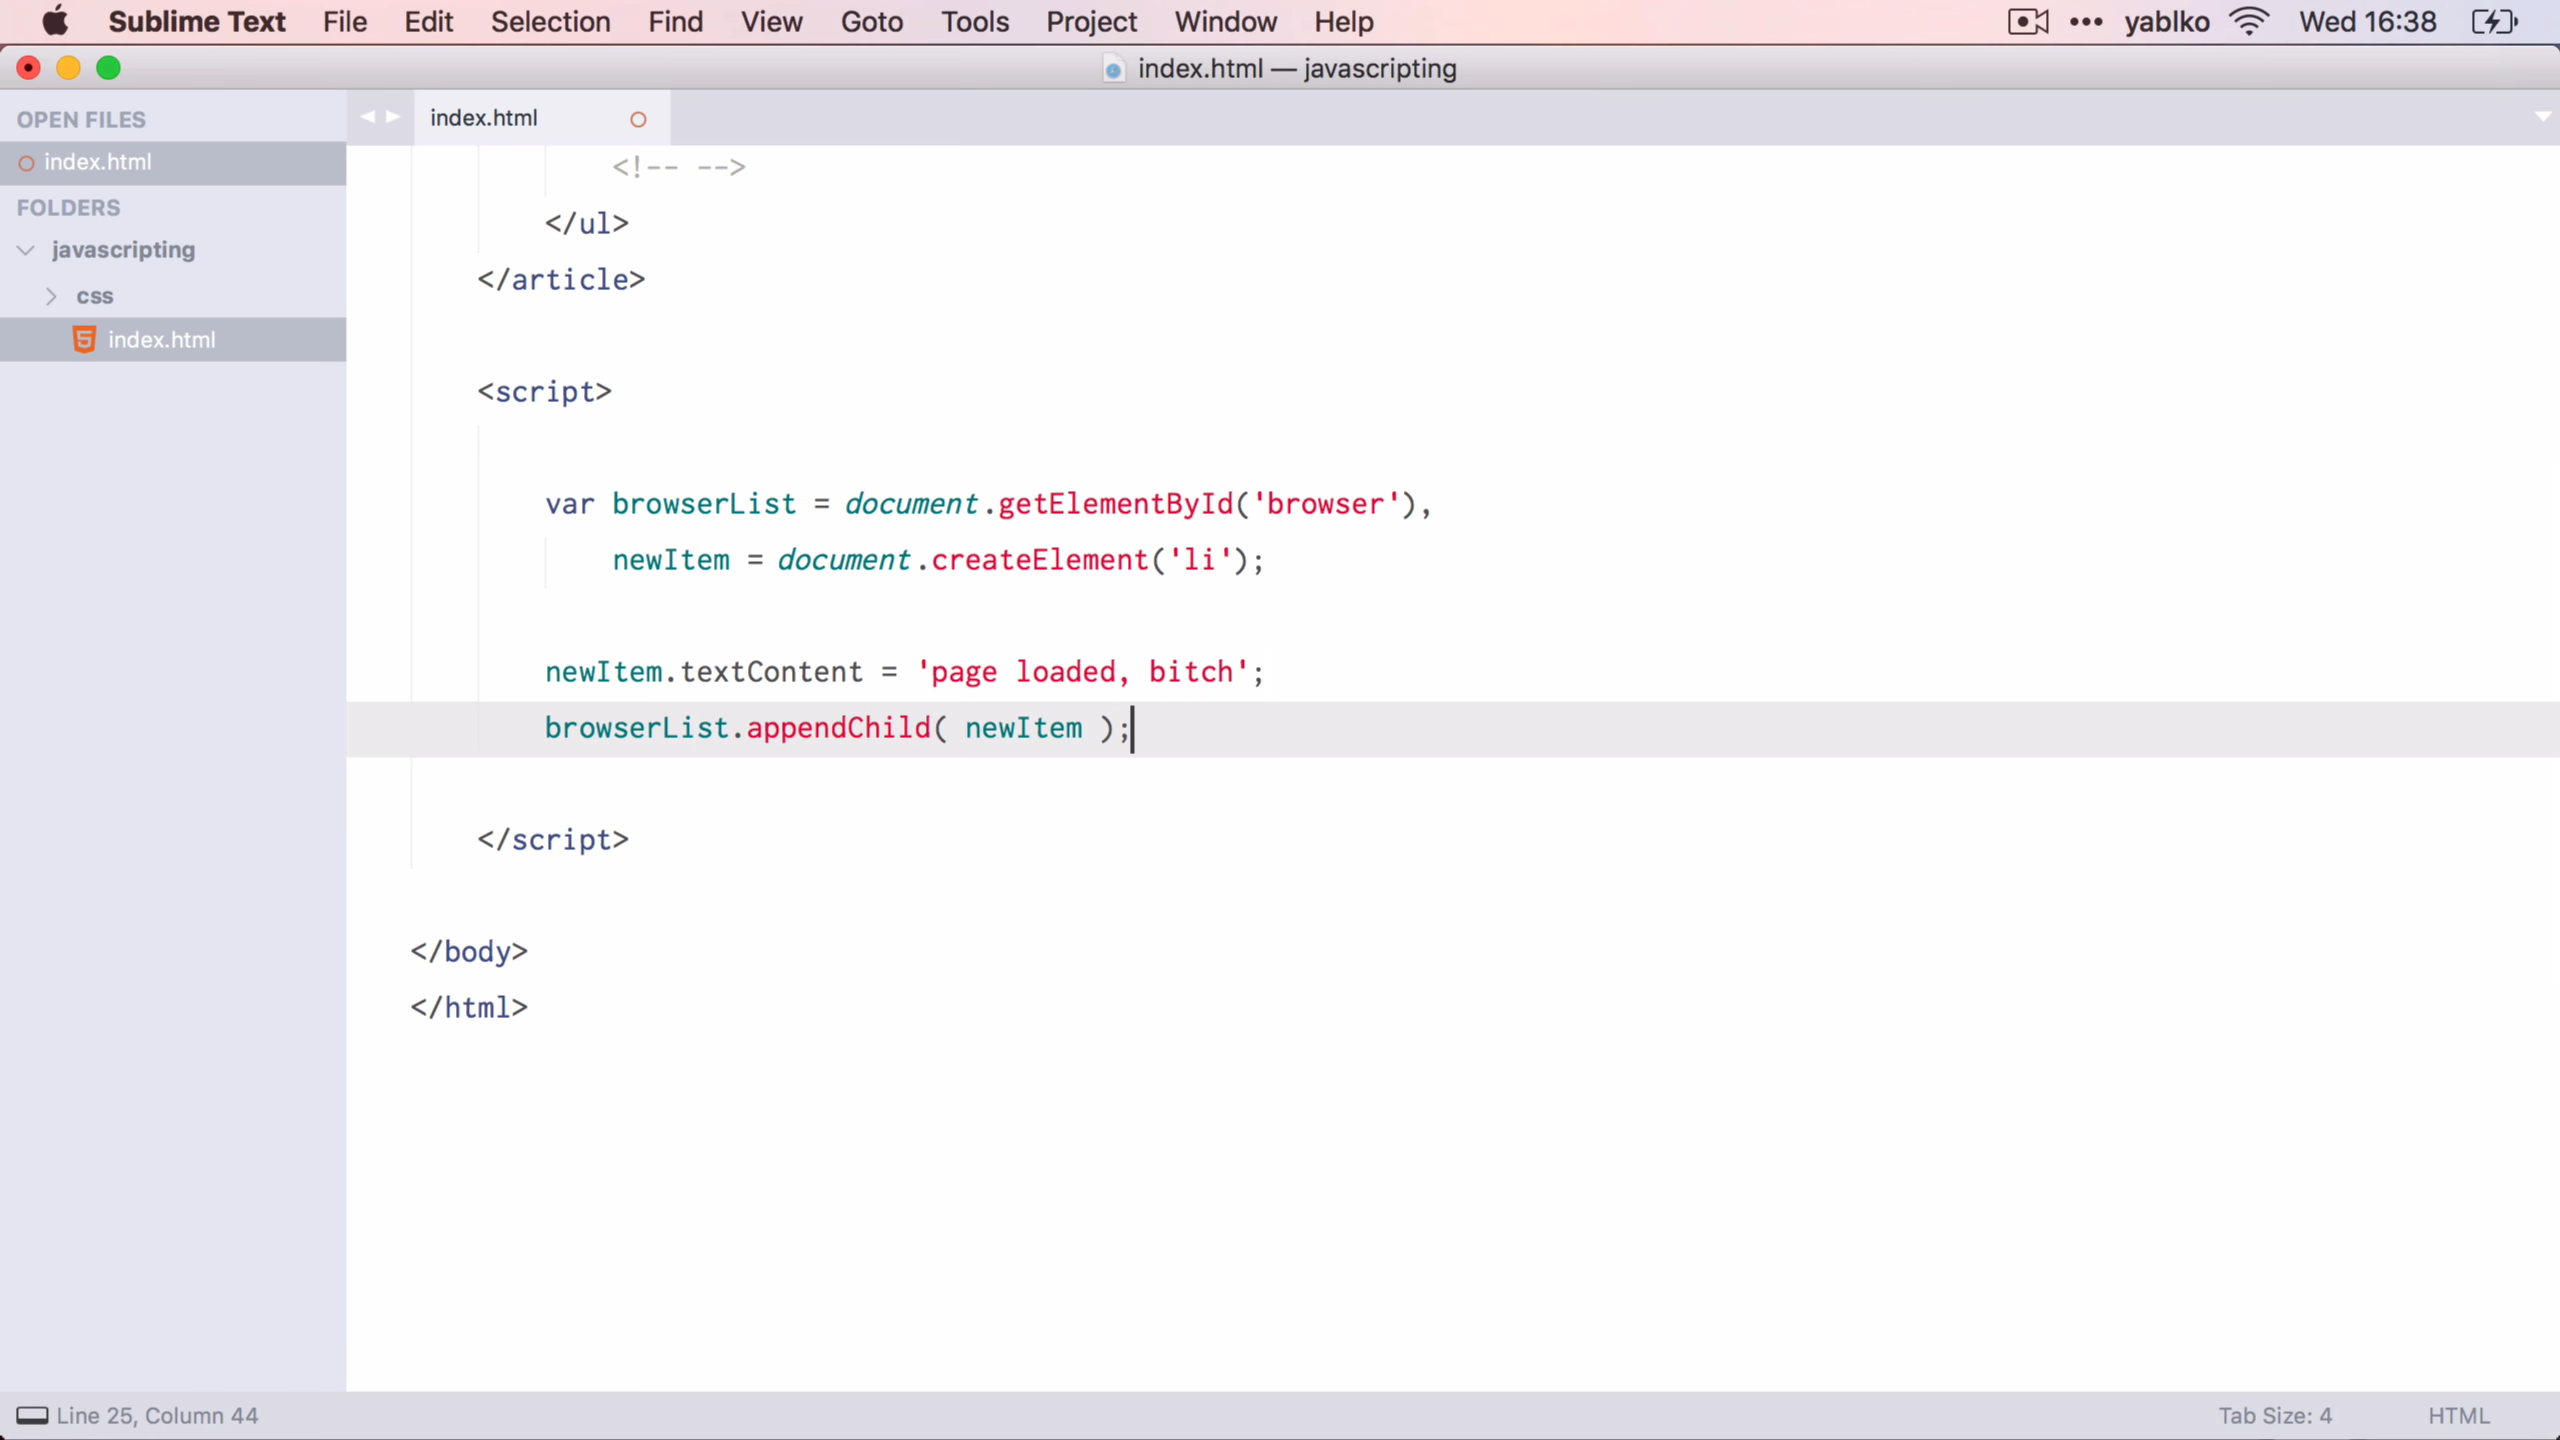 Sublime Text File Edit Selection Find View Goto Tools Project Window Help ••• yablko Wed 16:38
index.html — javascripting
OPEN FILES
index.html
FOLDERS
javascripting
css
index.html
index.html
<!-- -->
</ul>
</article>
<script>
var browserList = document.getElementById('browser'),
newItem = document.createElement('li');
newItem.textContent = 'page loaded, bitch';
browserList.appendChild( newItem );
</script>
</body>
</html>
Line 25, Column 44 Tab Size: 4 HTML